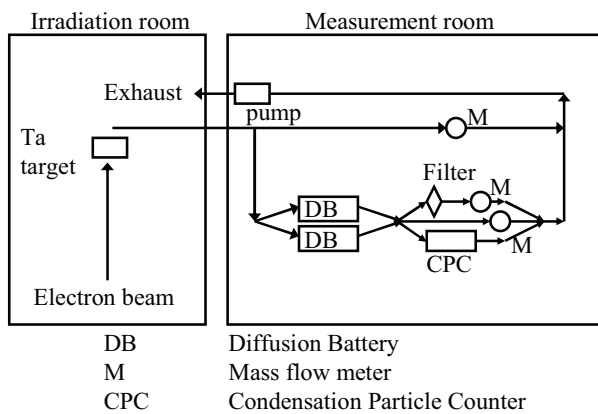 Irradiation room
Measurement room
Exhaust
pump
M
Ta
target
Filter
M
DB
DB
M
CPC
Electron beam
DB Diffusion Battery
M Mass flow meter
CPC Condensation Particle Counter